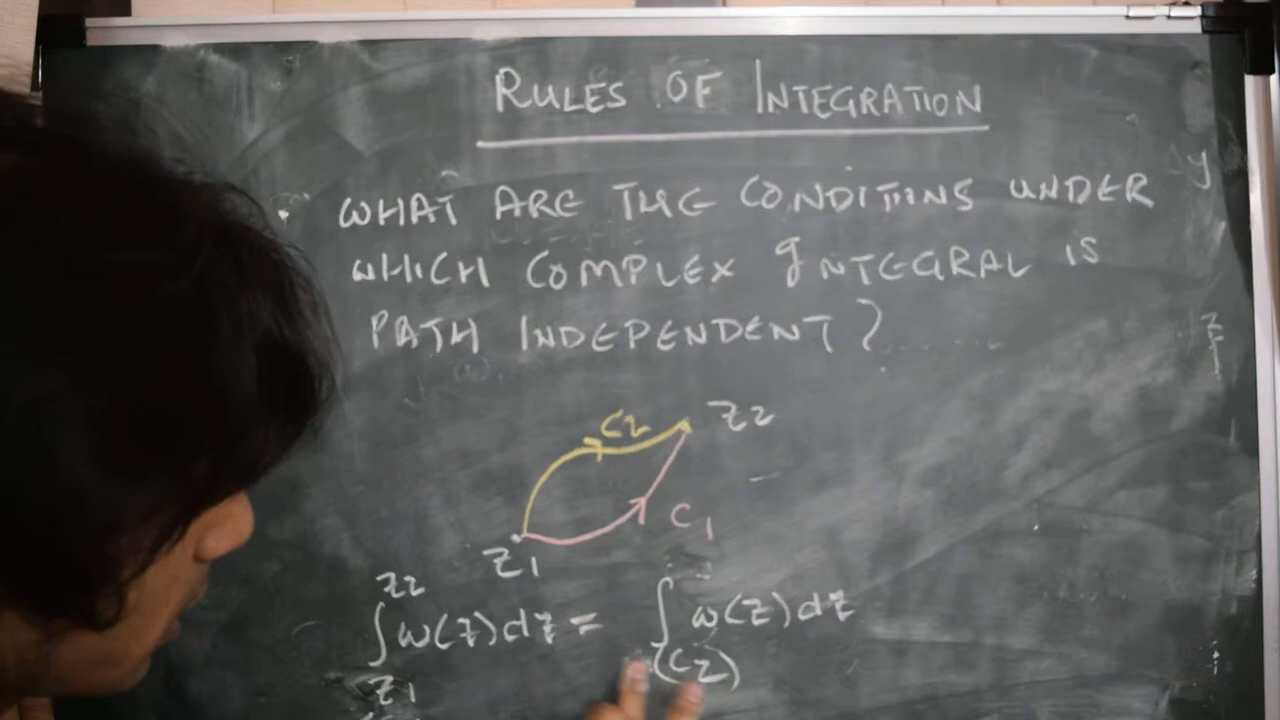 RULES OF INTEGRATION
WHAT ARE THE CONDITIONS UNDER
WHICH COMPLEX INTEGRAL IS
PATH INDEPENDENT?
C2
Z2
C1
Z1
Z2
∫ω(z)dz = ∫ω(z)dz
Z1 (C2)
y